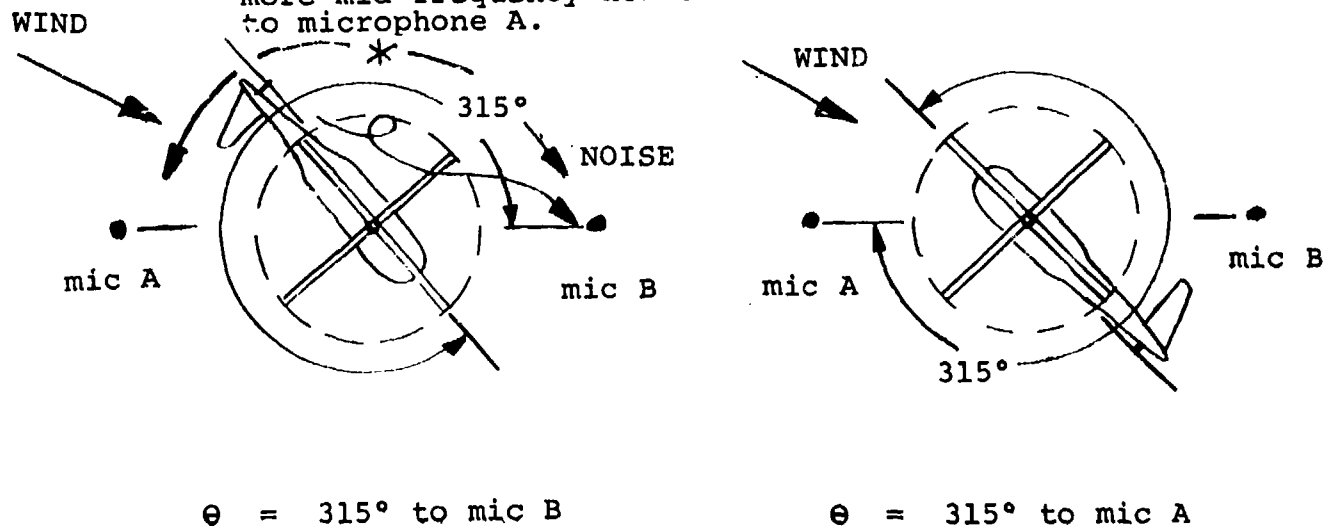 to microphone A.
WIND
315°
NOISE
mic A
mic B
WIND
mic A
mic B
315°
θ = 315° to mic B
θ = 315° to mic A